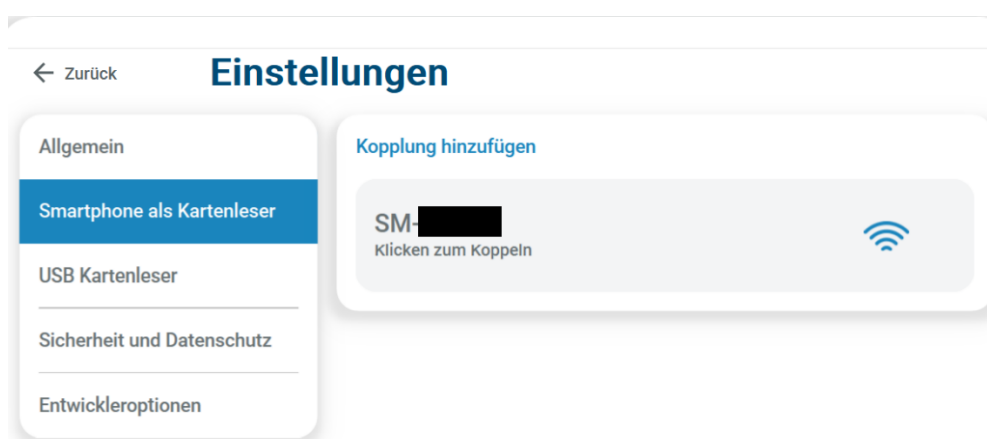 Zurück
Einstellungen
Allgemein
Smartphone als Kartenleser
USB Kartenleser
Sicherheit und Datenschutz
Entwickleroptionen
Kopplung hinzufügen
SM-
Klicken zum Koppeln